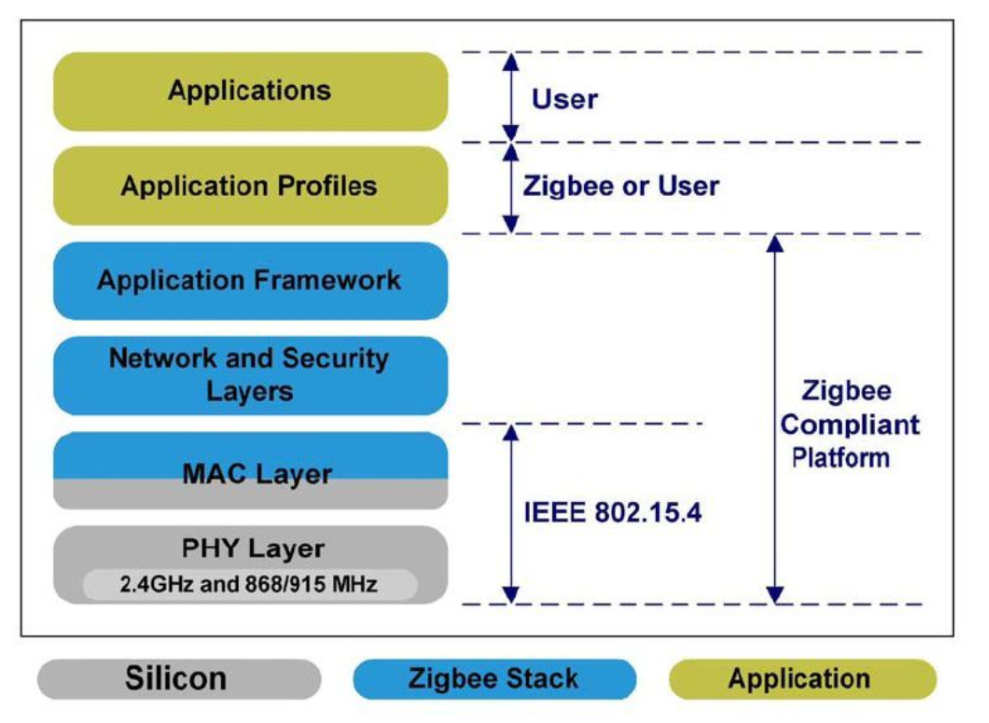 Applications
User
Application Profiles
Zigbee or User
Application Framework
Network and Security
Layers
Zigbee
Compliant
Platform
MAC Layer
IEEE 802.15.4
PHY Layer
2.4GHz and 868/915 MHz
Silicon
Zigbee Stack
Application